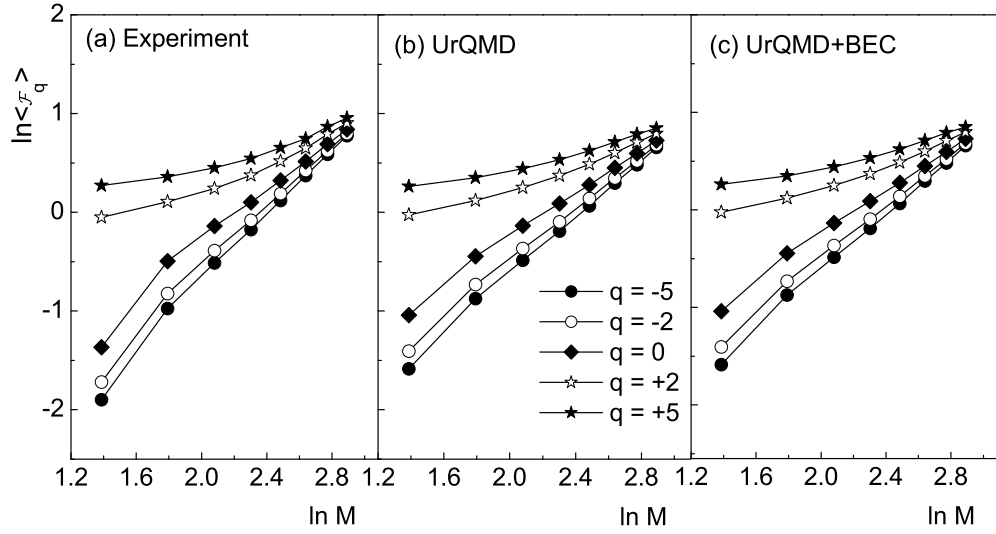 (a) Experiment
(b) UrQMD
(c) UrQMD+BEC
ln<ℱq>
2
1
0
-1
-2
q = -5
q = -2
q = 0
q = +2
q = +5
1.2 1.6 2.0 2.4 2.8 1.2 1.6 2.0 2.4 2.8 1.2 1.6 2.0 2.4 2.8
ln M ln M ln M